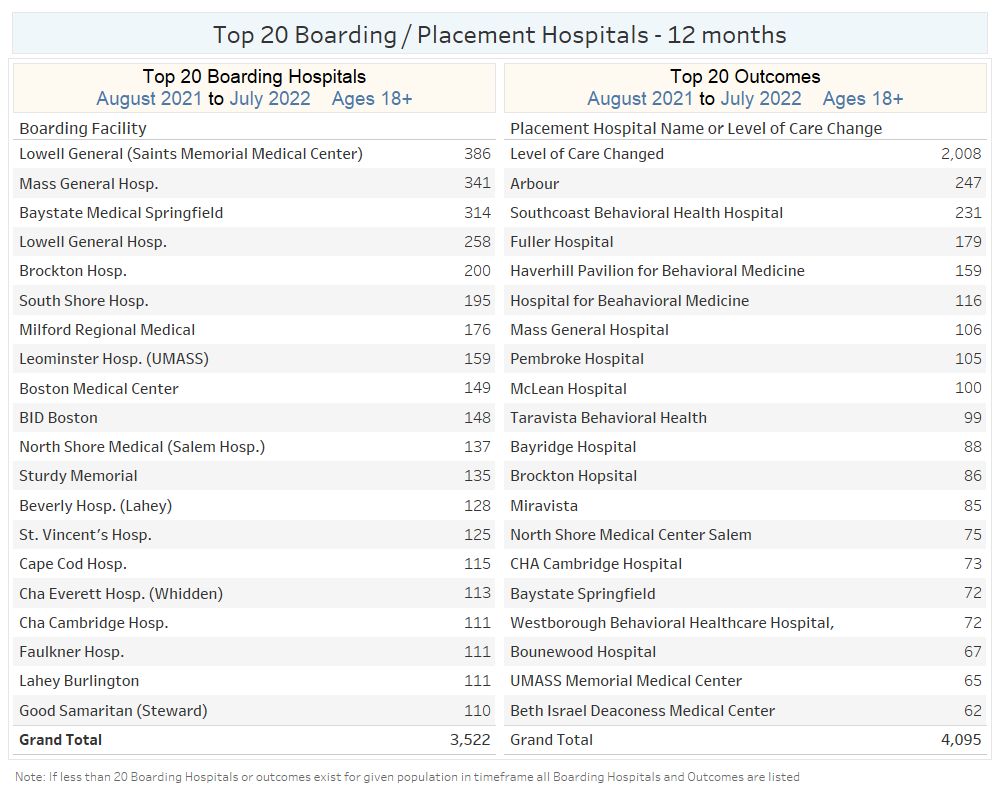 Top 20 Boarding / Placement Hospitals - 12 months
Top 20 Boarding Hospitals
August 2021 to July 2022 Ages 18+
Boarding Facility
Lowell General (Saints Memorial Medical Center) 386
Mass General Hosp. 341
Baystate Medical Springfield 314
Lowell General Hosp. 258
Brockton Hosp. 200
South Shore Hosp. 195
Milford Regional Medical 176
Leominster Hosp. (UMASS) 159
Boston Medical Center 149
BID Boston 148
North Shore Medical (Salem Hosp.) 137
Sturdy Memorial 135
Beverly Hosp. (Lahey) 128
St. Vincent's Hosp. 125
Cape Cod Hosp. 115
Cha Everett Hosp. (Whidden) 113
Cha Cambridge Hosp. 111
Faulkner Hosp. 111
Lahey Burlington 111
Good Samaritan (Steward) 110
Grand Total 3,522
Top 20 Outcomes
August 2021 to July 2022 Ages 18+
Placement Hospital Name or Level of Care Change
Level of Care Changed 2,008
Arbour 247
Southcoast Behavioral Health Hospital 231
Fuller Hospital 179
Haverhill Pavilion for Behavioral Medicine 159
Hospital for Beahavioral Medicine 116
Mass General Hospital 106
Pembroke Hospital 105
McLean Hospital 100
Taravista Behavioral Health 99
Bayridge Hospital 88
Brockton Hopsital 86
Miravista 85
North Shore Medical Center Salem 75
CHA Cambridge Hospital 73
Baystate Springfield 72
Westborough Behavioral Healthcare Hospital, 72
Bounewood Hospital 67
UMASS Memorial Medical Center 65
Beth Israel Deaconess Medical Center 62
Grand Total 4,095
Note: If less than 20 Boarding Hospitals or outcomes exist for given population in timeframe all Boarding Hospitals and Outcomes are listed